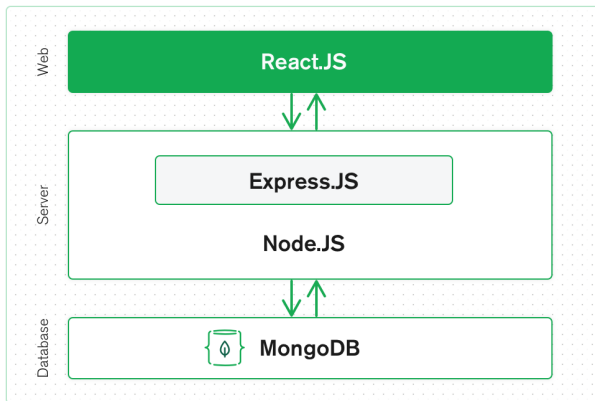 Web
React.JS
Server
Express.JS
Node.JS
Database
MongoDB